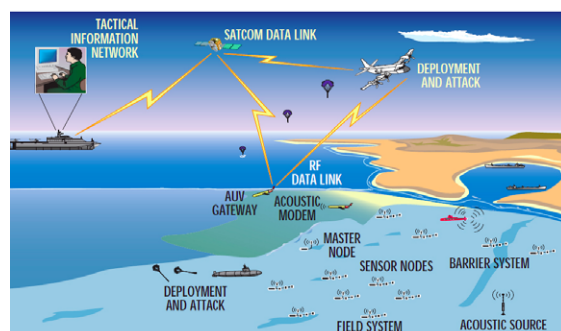 TACTICAL
INFORMATION
NETWORK
SATCOM DATA LINK
DEPLOYMENT
AND ATTACK
RF
DATA LINK
AUV
GATEWAY
ACOUSTIC
MODEM
MASTER
NODE
SENSOR NODES
BARRIER SYSTEM
DEPLOYMENT
AND ATTACK
FIELD SYSTEM
ACOUSTIC SOURCE